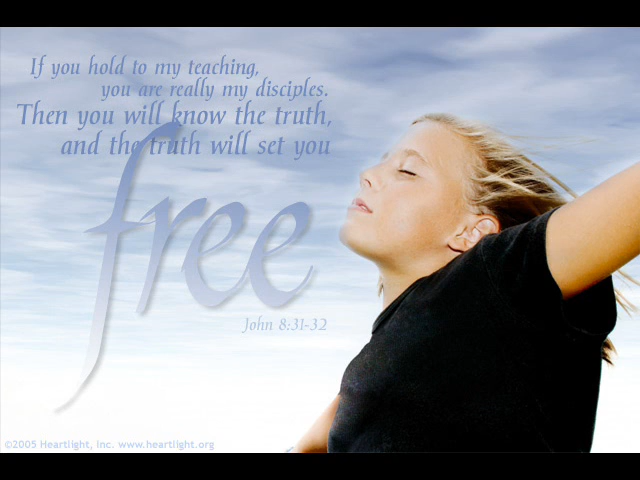 If you hold to my teaching,
you are really my disciples.
Then you will know the truth,
and the truth will set you
free
John 8:31-32
©2005 Heartlight, Inc. www.heartlight.org